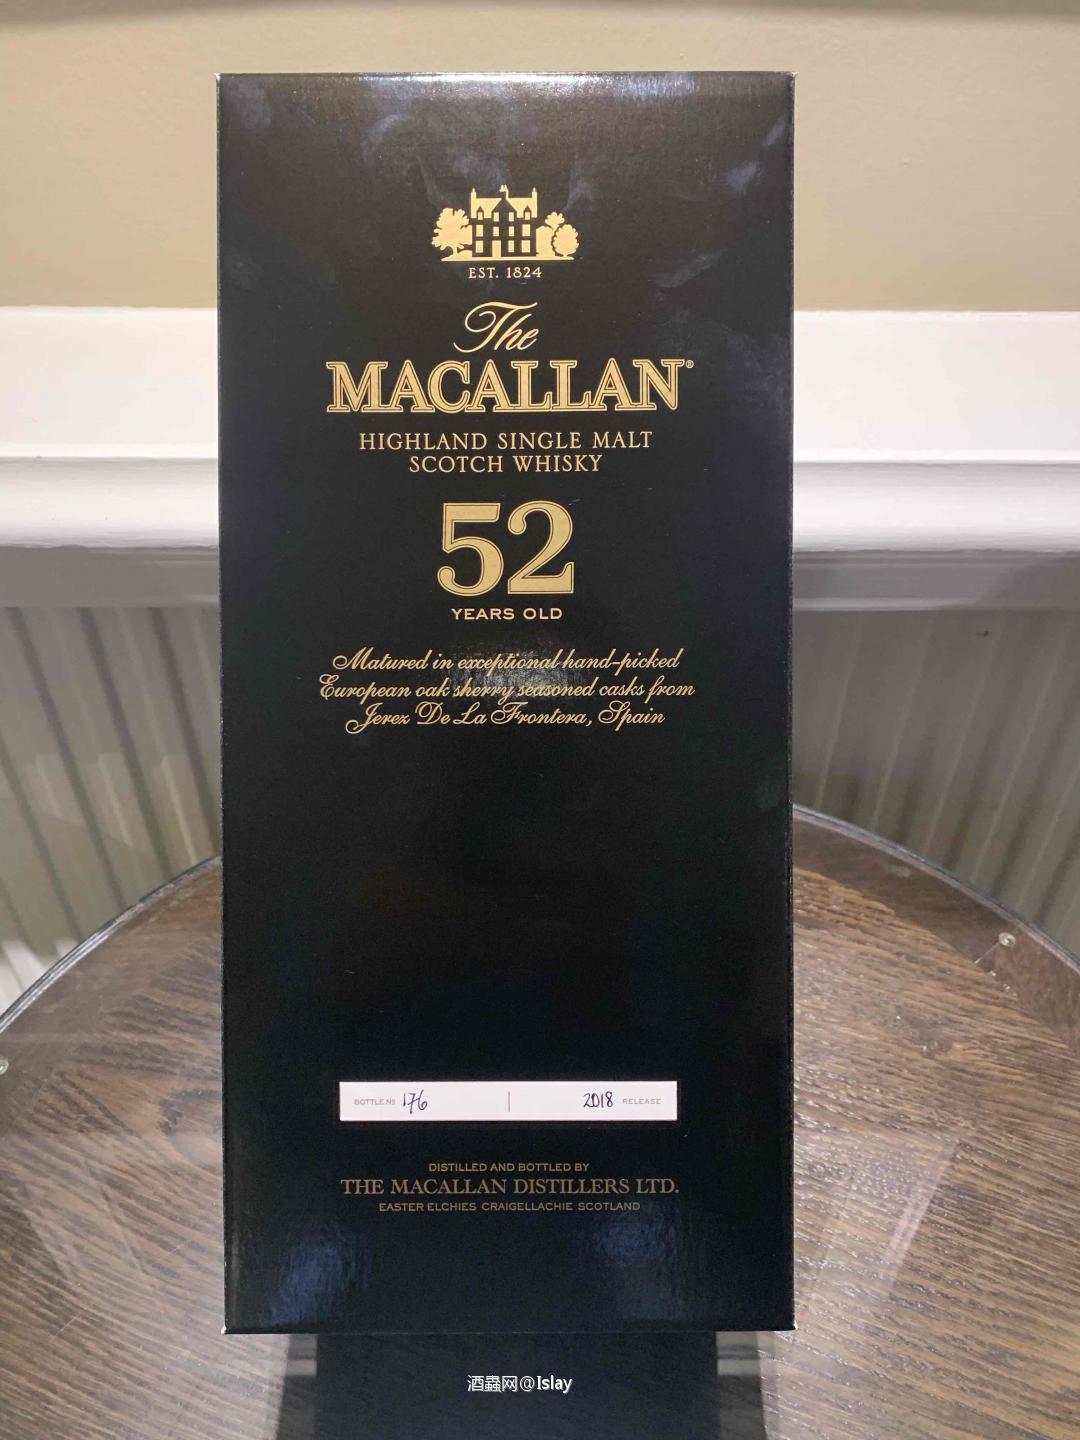 EST. 1824
The
MACALLAN®
HIGHLAND SINGLE MALT
SCOTCH WHISKY
52
YEARS OLD
Matured in exceptional hand-picked
European oak sherry seasoned casks from
Jerez De La Frontera, Spain
BOTTLE Nº 176 | 2018 RELEASE
DISTILLED AND BOTTLED BY
THE MACALLAN DISTILLERS LTD.
EASTER ELCHIES CRAIGELLACHIE SCOTLAND
酒蟲网@Islay